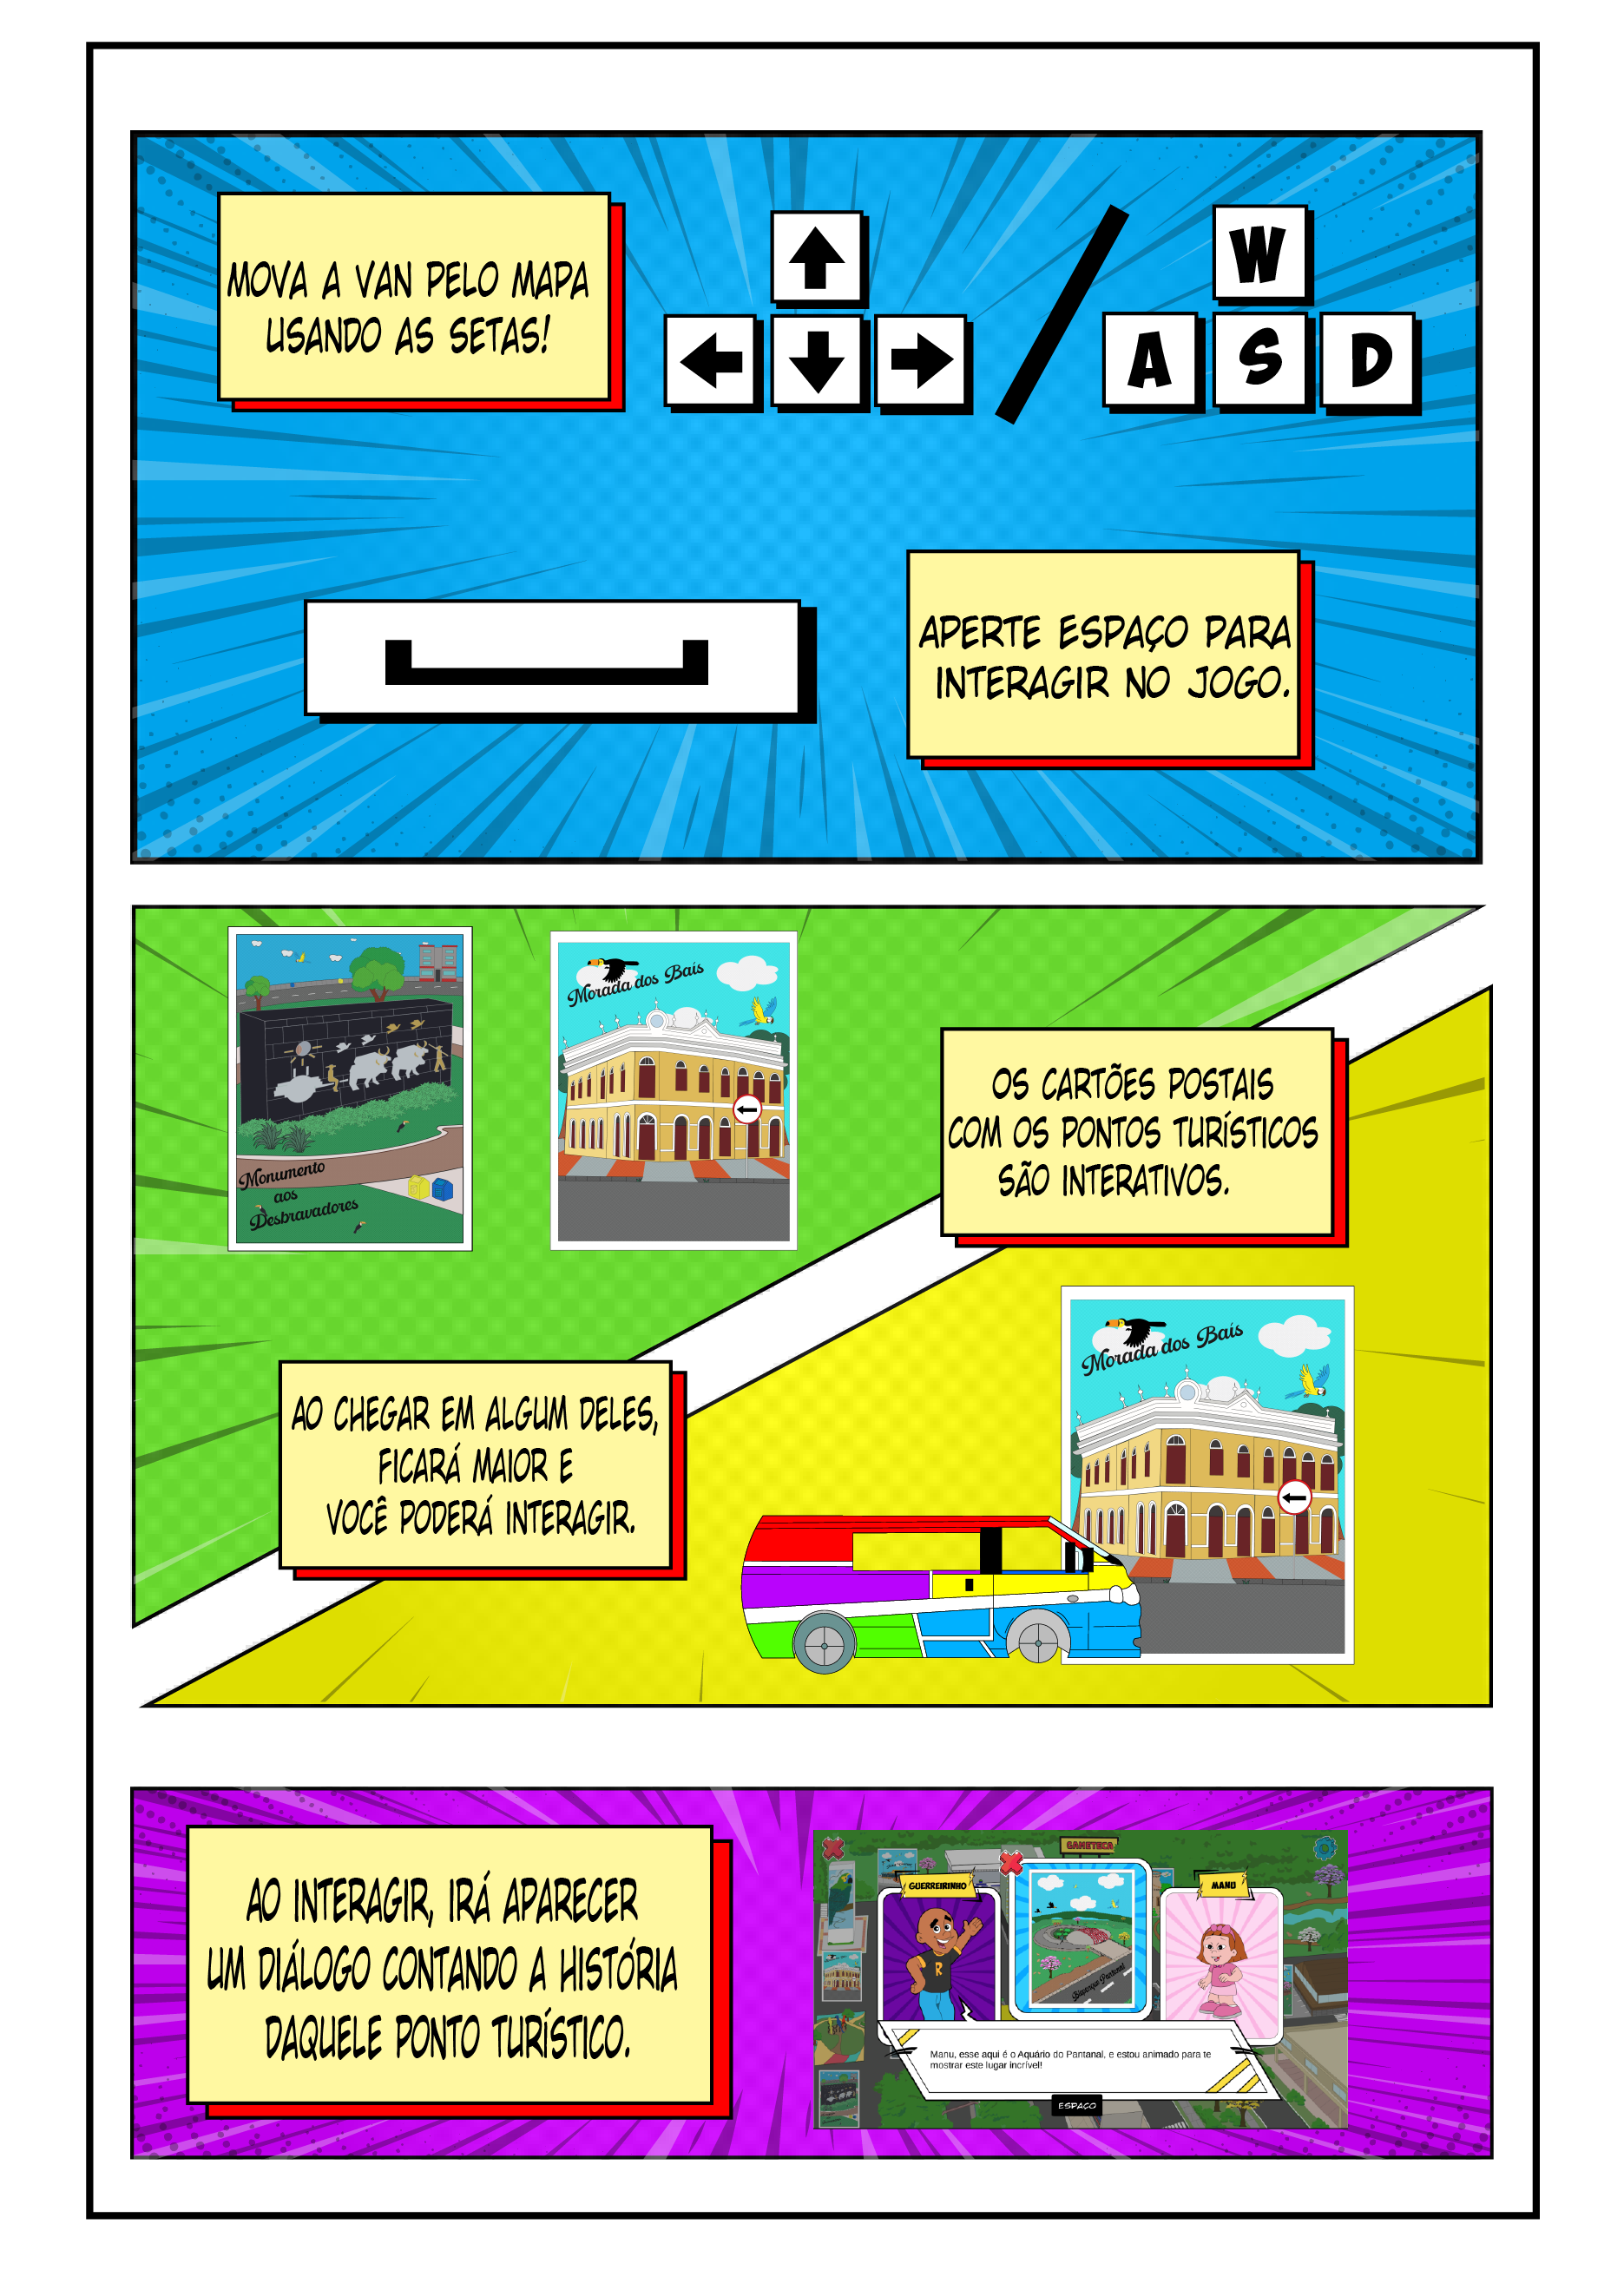 MOVA A VAN PELO MAPA
USANDO AS SETAS!
W
A S D
APERTE ESPAÇO PARA
INTERAGIR NO JOGO.
Monumento
aos
Desbravadores
Morada dos Baís
OS CARTÕES POSTAIS
COM OS PONTOS TURÍSTICOS
SÃO INTERATIVOS.
AO CHEGAR EM ALGUM DELES,
FICARÁ MAIOR E
VOCÊ PODERÁ INTERAGIR.
Morada dos Baís
AO INTERAGIR, IRÁ APARECER
UM DIÁLOGO CONTANDO A HISTÓRIA
DAQUELE PONTO TURÍSTICO.
GAMETECA
GUERREIRINHO
MANU
R
Bioparque Pantanal
Manu, esse aqui é o Aquário do Pantanal, e estou animado para te
mostrar este lugar incrível!
ESPAÇO